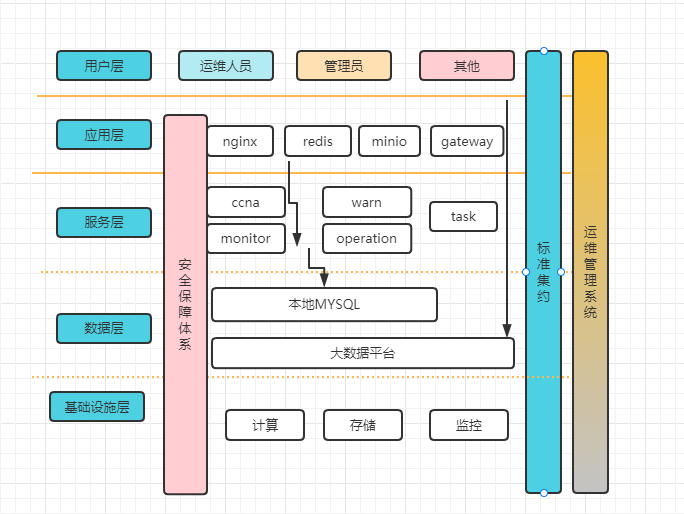 用户层
运维人员
管理员
其他
应用层
nginx
redis
minio
gateway
服务层
ccna
warn
task
monitor
operation
安全保障体系
标准集约
运维管理系统
数据层
本地MYSQL
大数据平台
基础设施层
计算
存储
监控